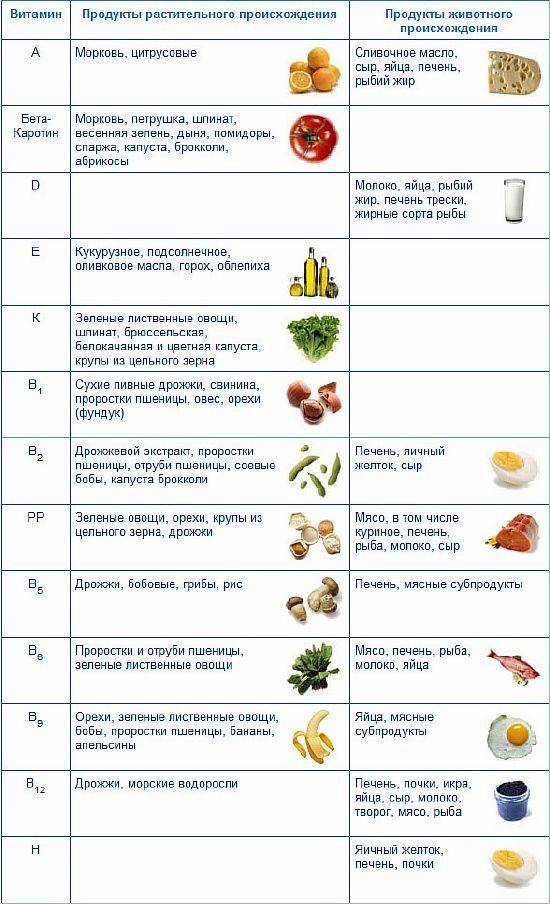 Витамин
Продукты растительного происхождения
Продукты животного
происхождения
A
Морковь, цитрусовые
Сливочное масло,
сыр, яйца, печень,
рыбий жир
Бета-
Каротин
Морковь, петрушка, шпинат,
весенняя зелень, дыня, помидоры,
спаржа, капуста, брокколи,
абрикосы
D
Молоко, яйца, рыбий
жир, печень трески,
жирные сорта рыбы
E
Кукурузное, подсолнечное,
оливковое масла, горох, облепиха
K
Зеленые лиственные овощи,
шпинат, брюссельская,
белокачанная и цветная капуста,
крупы из цельного зерна
B1
Сухие пивные дрожжи, свинина,
проростки пшеницы, овес, орехи
(фундук)
B2
Дрожжевой экстракт, проростки
пшеницы, отруби пшеницы, соевые
бобы, капуста брокколи
Печень, личный
желток, сыр
PP
Зеленые овощи, орехи, крупы из
цельного зерна, дрожжи
Мясо, в том числе
куриное, печень,
рыба, молоко, сыр
B5
Дрожжи, бобовые, грибы, рис
Печень, мясные субпродукты
B6
Проростки и отруби пшеницы,
зеленые лиственные овощи
Мясо, печень, рыба,
молоко, яйца
B9
Орехи, зеленые лиственные овощи,
бобы, проростки пшеницы, бананы,
апельсины
Яйца, мясные
субпродукты
B12
Дрожжи, морские водоросли
Печень, почки, икра,
яйца, сыр, молоко,
творог, мясо, рыба
H
Яичный желток,
печень, почки